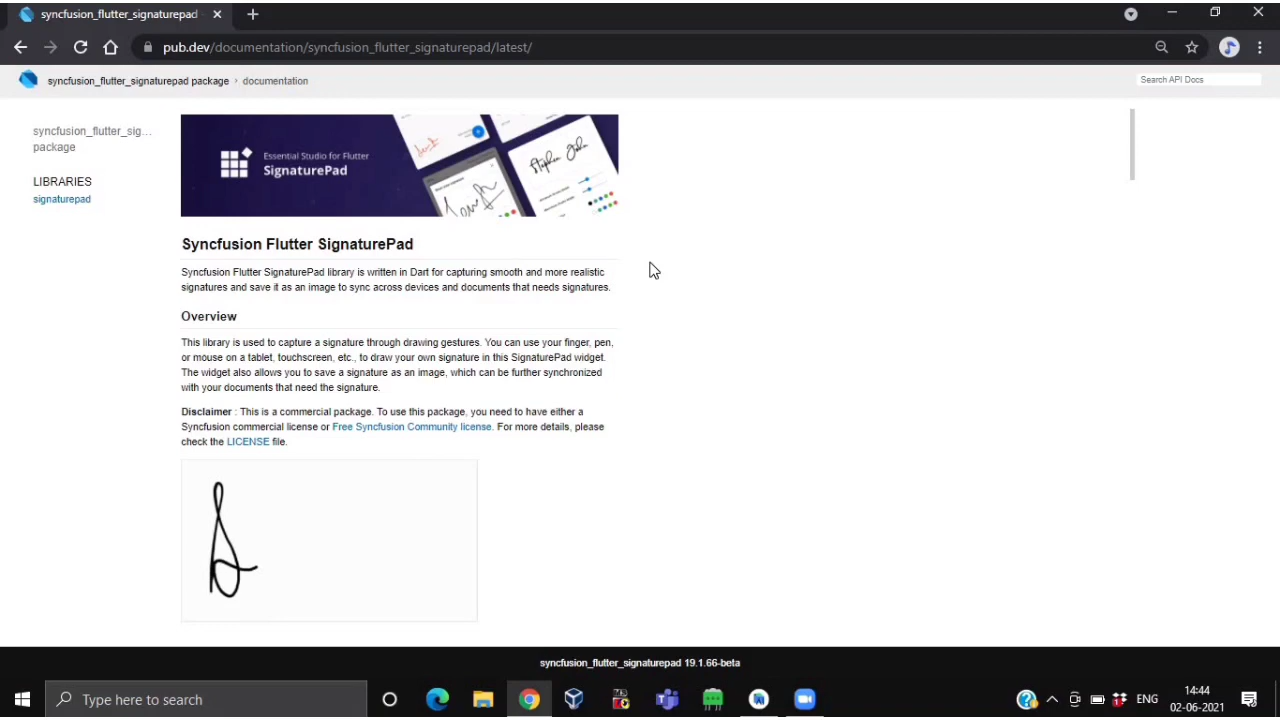 syncfusion_flutter_signaturepad
pub.dev/documentation/syncfusion_flutter_signaturepad/latest/
syncfusion_flutter_signaturepad package › documentation
Search API Docs
syncfusion_flutter_sig...
package
LIBRARIES
signaturepad
Essential Studio for Flutter
SignaturePad
Stephen John
Syncfusion Flutter SignaturePad
Syncfusion Flutter SignaturePad library is written in Dart for capturing smooth and more realistic
signatures and save it as an image to sync across devices and documents that needs signatures.
Overview
This library is used to capture a signature through drawing gestures. You can use your finger, pen,
or mouse on a tablet, touchscreen, etc., to draw your own signature in this SignaturePad widget.
The widget also allows you to save a signature as an image, which can be further synchronized
with your documents that need the signature.
Disclaimer : This is a commercial package. To use this package, you need to have either a
Syncfusion commercial license or Free Syncfusion Community license. For more details, please
check the LICENSE file.
syncfusion_flutter_signaturepad 19.1.66-beta
Type here to search
ENG
14:44
02-06-2021